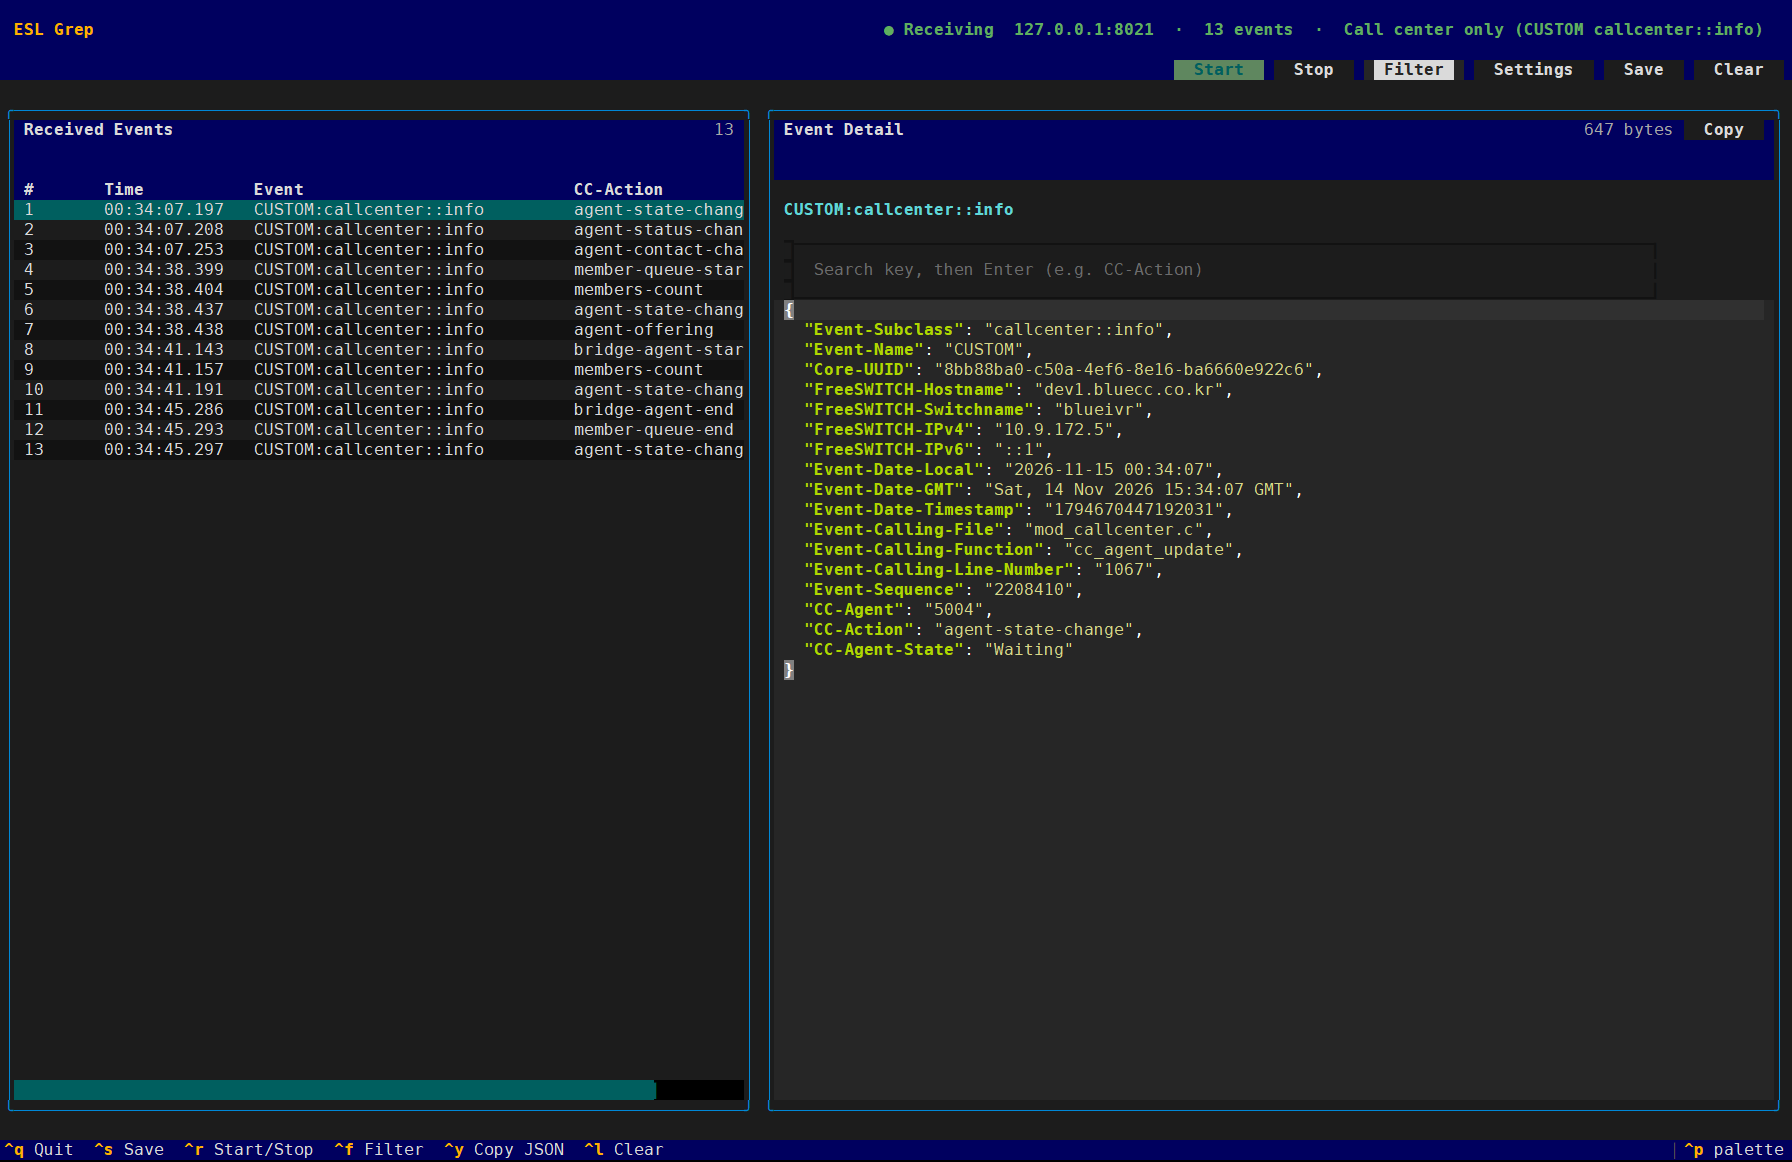 ESL Grep
● Receiving 127.0.0.1:8021 · 13 events · Call center only (CUSTOM callcenter::info)
Start Stop Filter Settings Save Clear
Received Events 13
# Time Event CC-Action
1 00:34:07.197 CUSTOM:callcenter::info agent-state-chang
2 00:34:07.208 CUSTOM:callcenter::info agent-status-chan
3 00:34:07.253 CUSTOM:callcenter::info agent-contact-cha
4 00:34:38.399 CUSTOM:callcenter::info member-queue-star
5 00:34:38.404 CUSTOM:callcenter::info members-count
6 00:34:38.437 CUSTOM:callcenter::info agent-state-chang
7 00:34:38.438 CUSTOM:callcenter::info agent-offering
8 00:34:41.143 CUSTOM:callcenter::info bridge-agent-star
9 00:34:41.157 CUSTOM:callcenter::info members-count
10 00:34:41.191 CUSTOM:callcenter::info agent-state-chang
11 00:34:45.286 CUSTOM:callcenter::info bridge-agent-end
12 00:34:45.293 CUSTOM:callcenter::info member-queue-end
13 00:34:45.297 CUSTOM:callcenter::info agent-state-chang
Event Detail 647 bytes Copy
CUSTOM:callcenter::info
Search key, then Enter (e.g. CC-Action)
{
"Event-Subclass": "callcenter::info",
"Event-Name": "CUSTOM",
"Core-UUID": "8bb88ba0-c50a-4ef6-8e16-ba6660e922c6",
"FreeSWITCH-Hostname": "dev1.bluecc.co.kr",
"FreeSWITCH-Switchname": "blueivr",
"FreeSWITCH-IPv4": "10.9.172.5",
"FreeSWITCH-IPv6": "::1",
"Event-Date-Local": "2026-11-15 00:34:07",
"Event-Date-GMT": "Sat, 14 Nov 2026 15:34:07 GMT",
"Event-Date-Timestamp": "1794670447192031",
"Event-Calling-File": "mod_callcenter.c",
"Event-Calling-Function": "cc_agent_update",
"Event-Calling-Line-Number": "1067",
"Event-Sequence": "2208410",
"CC-Agent": "5004",
"CC-Action": "agent-state-change",
"CC-Agent-State": "Waiting"
}
^q Quit ^s Save ^r Start/Stop ^f Filter ^y Copy JSON ^l Clear ^p palette